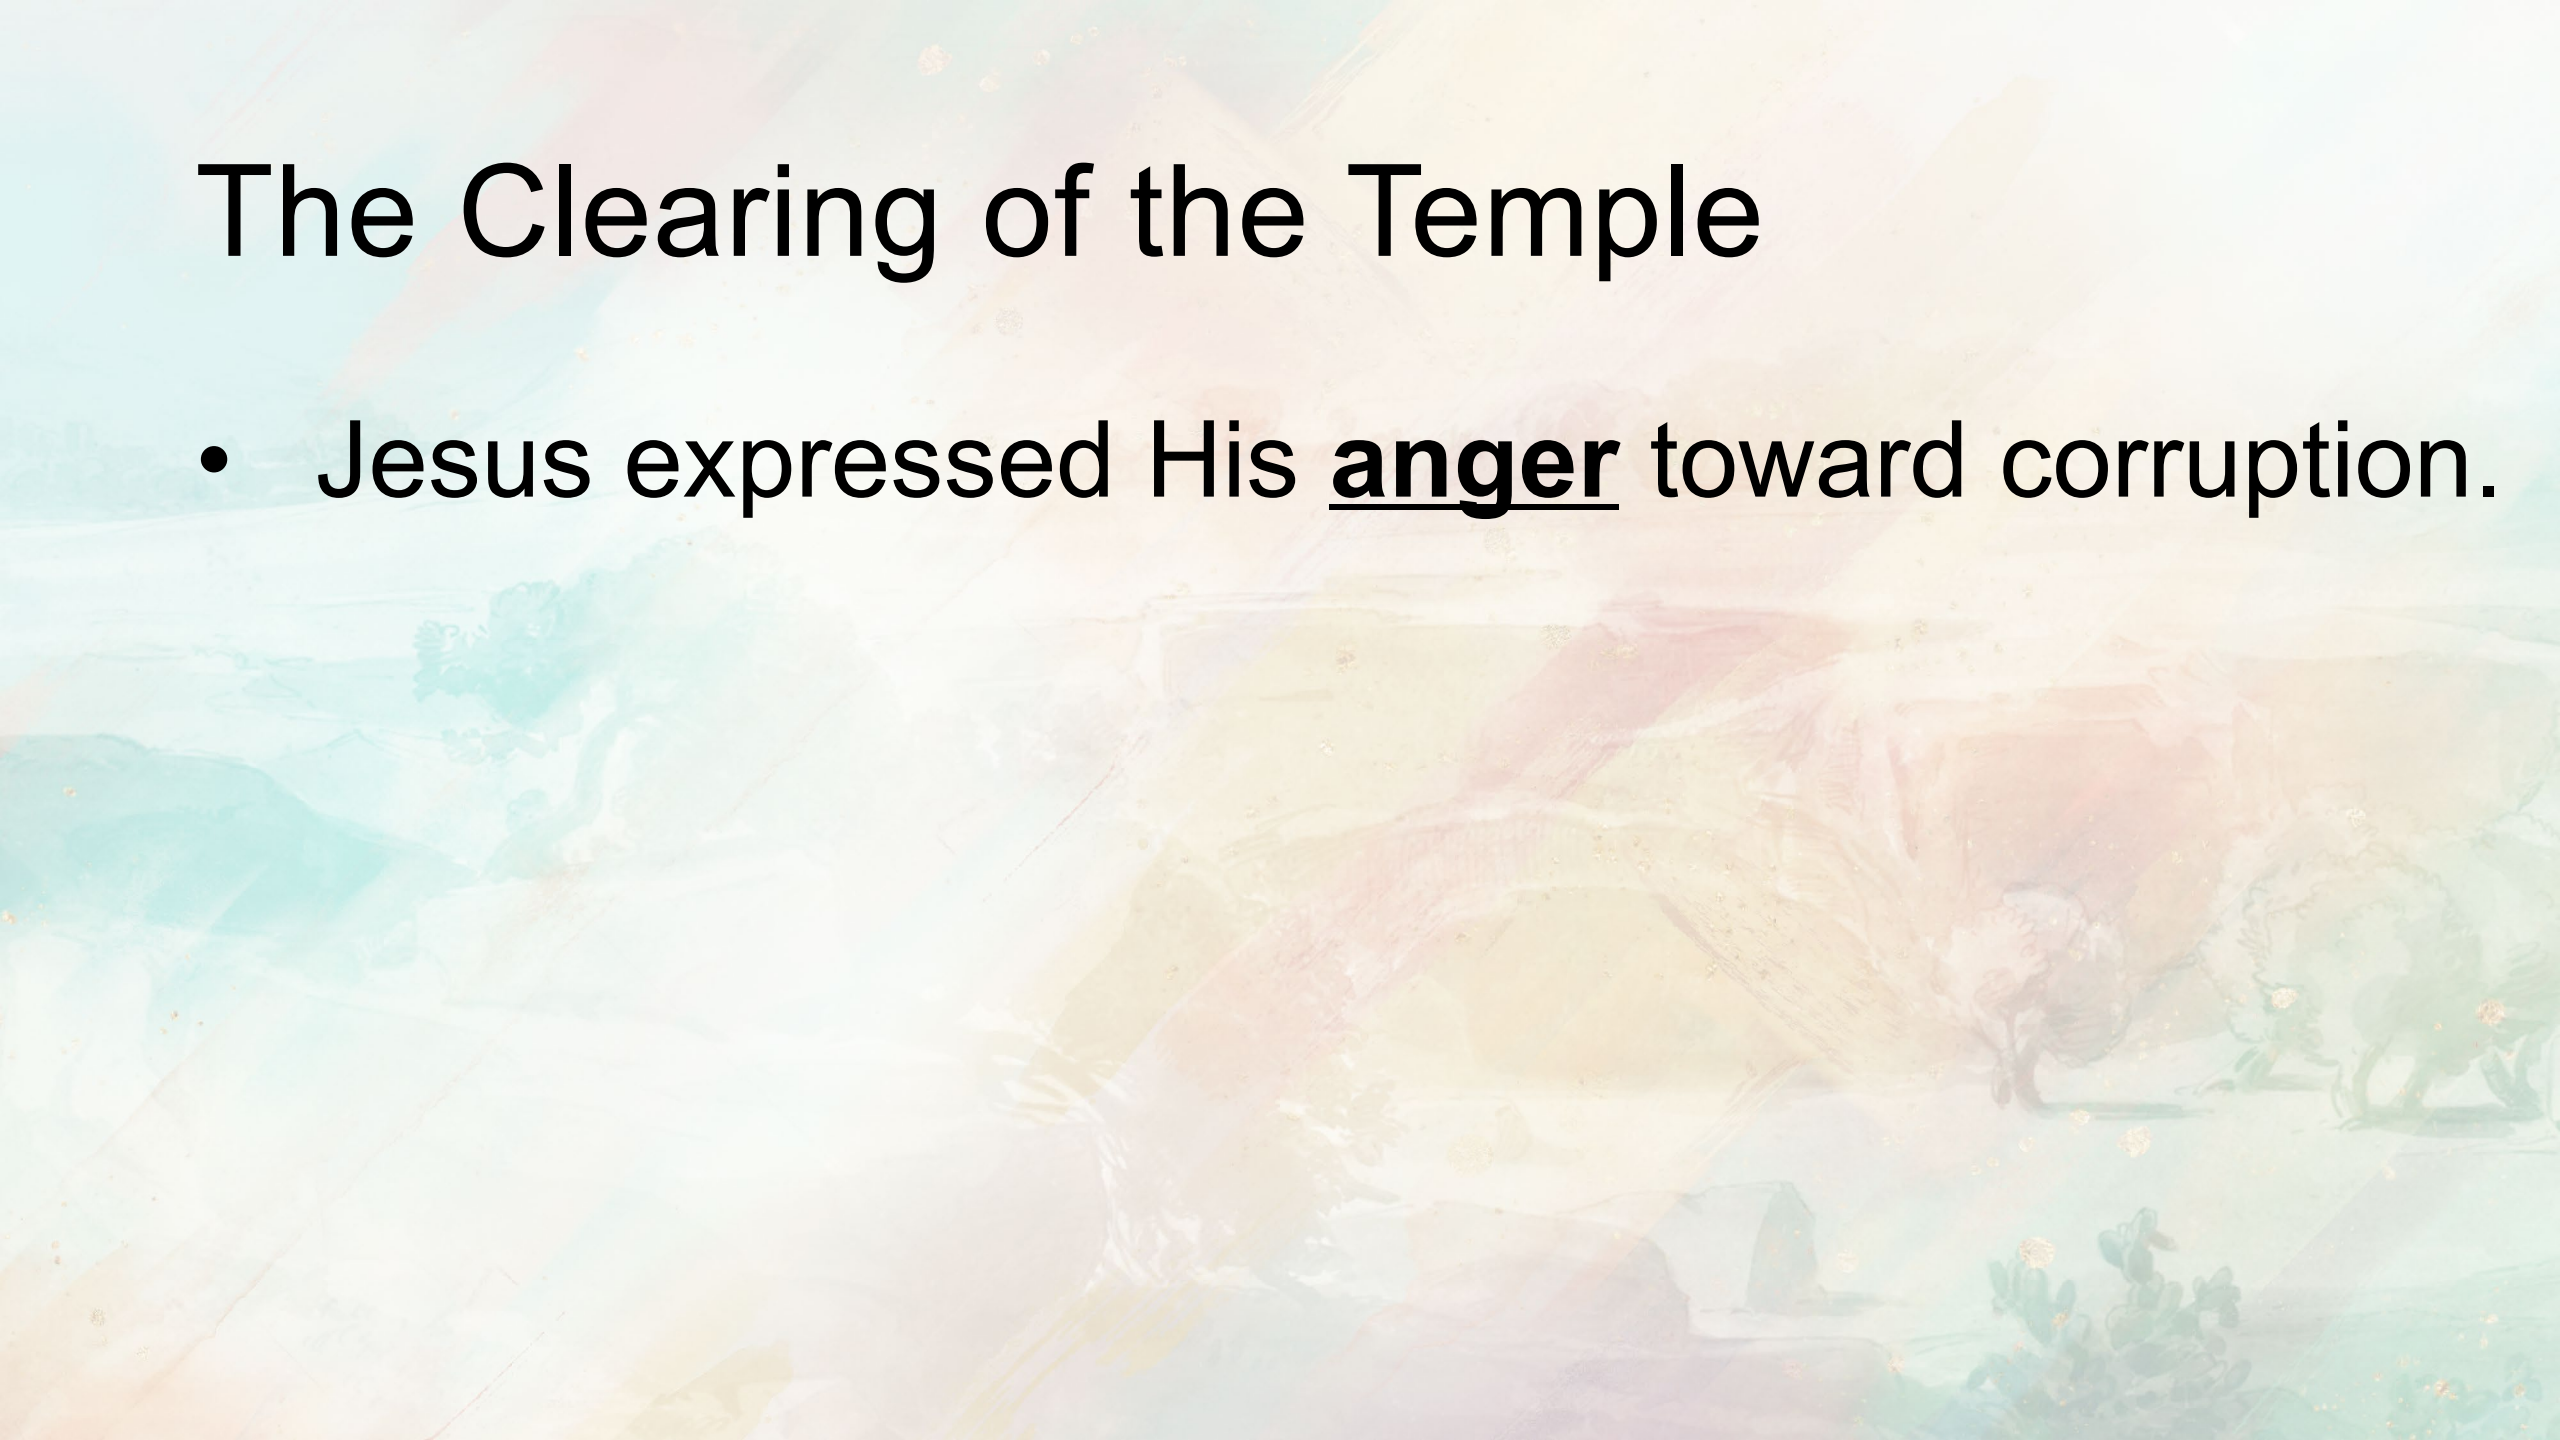 The Clearing of the Temple
• Jesus expressed His anger toward corruption.